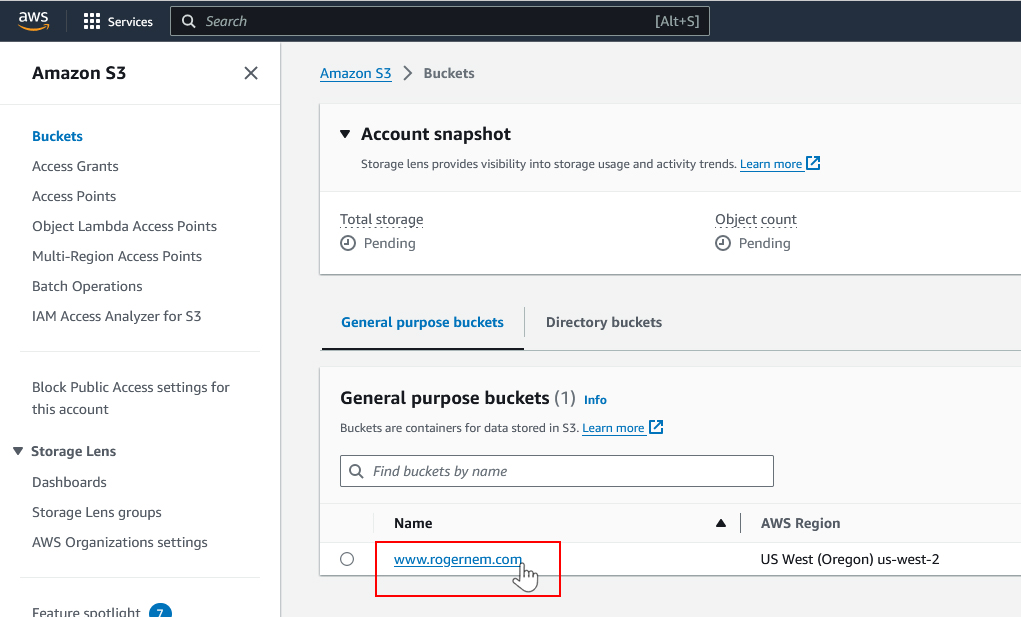 aws
Services
Search
[Alt+S]
Amazon S3
Buckets
Access Grants
Access Points
Object Lambda Access Points
Multi-Region Access Points
Batch Operations
IAM Access Analyzer for S3
Block Public Access settings for
this account
Storage Lens
Dashboards
Storage Lens groups
AWS Organizations settings
Feature spotlight 7
Amazon S3 > Buckets
Account snapshot
Storage lens provides visibility into storage usage and activity trends. Learn more
Total storage
Pending
Object count
Pending
General purpose buckets
Directory buckets
General purpose buckets (1) Info
Buckets are containers for data stored in S3. Learn more
Find buckets by name
Name
AWS Region
www.rogernem.com
US West (Oregon) us-west-2